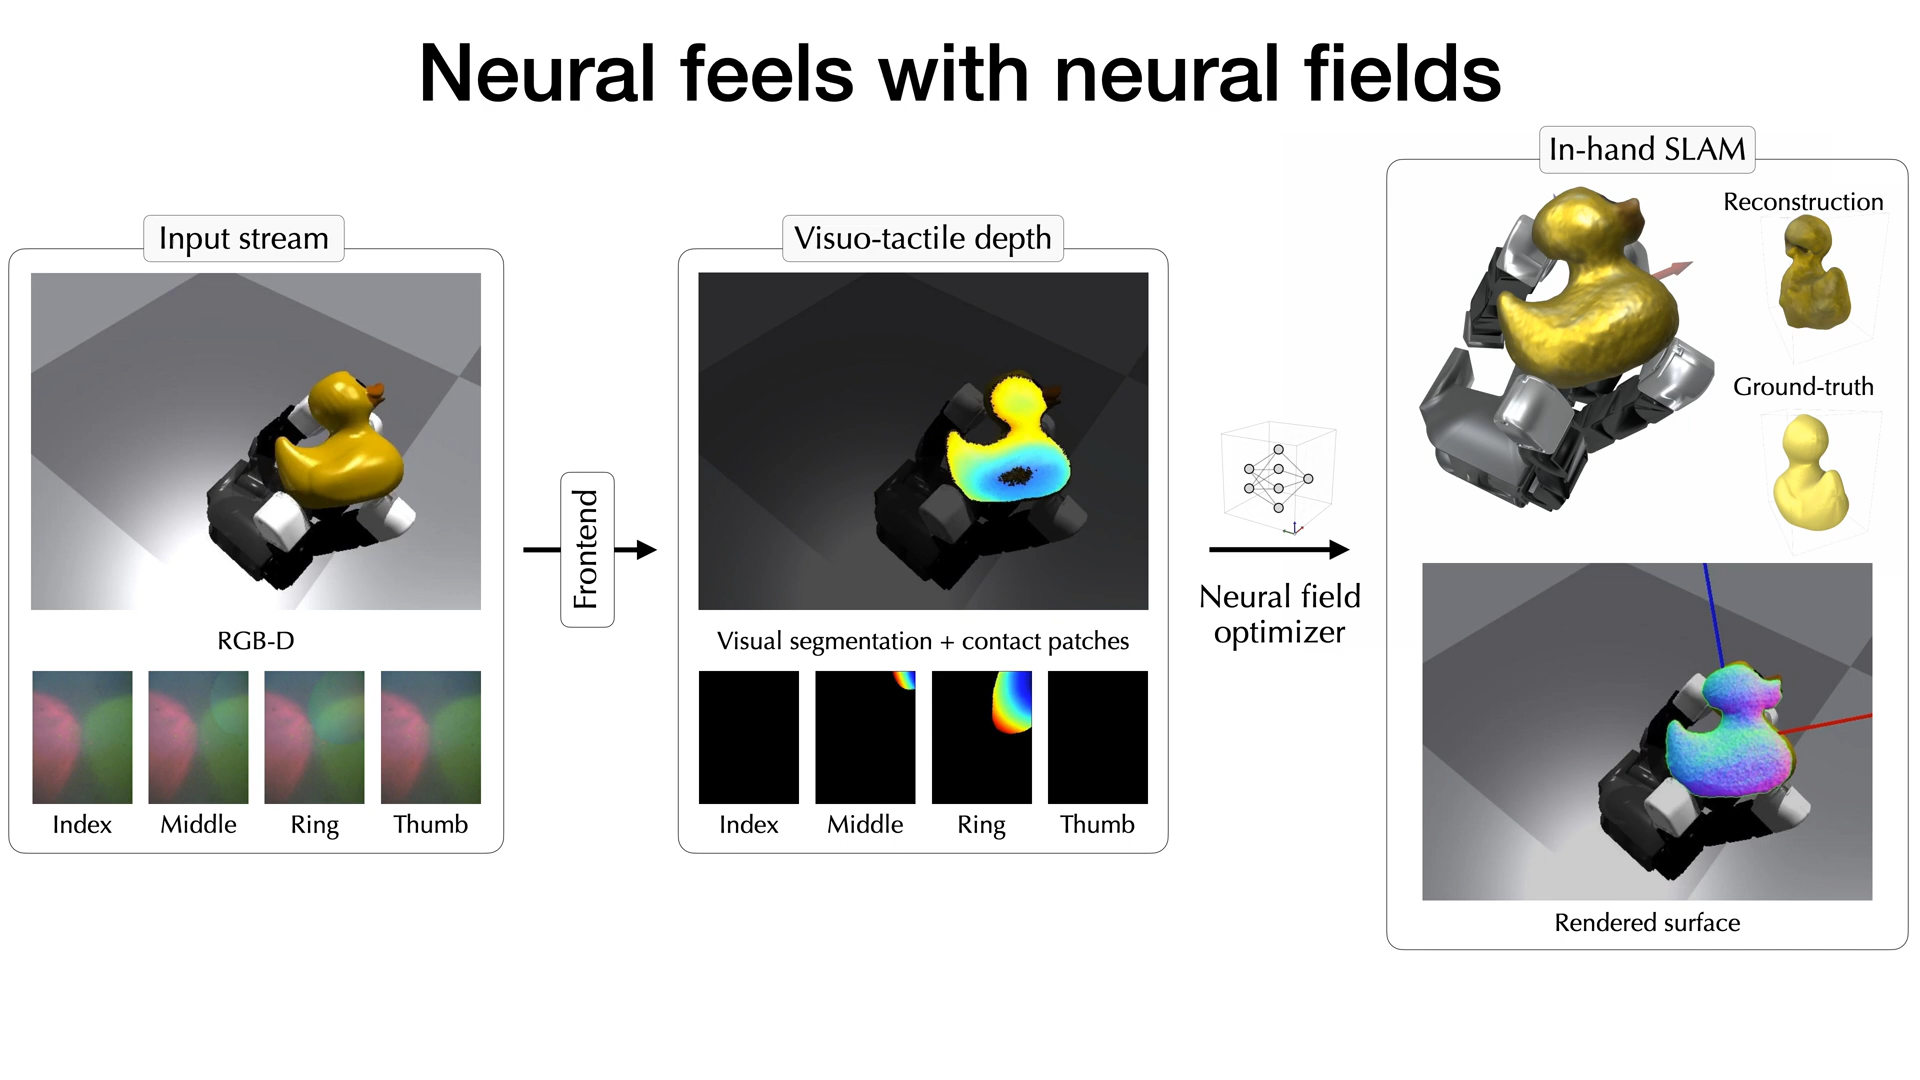 Neural feels with neural fields
Input stream
RGB-D
Index
Middle
Ring
Thumb
Frontend
Visuo-tactile depth
Visual segmentation + contact patches
Index
Middle
Ring
Thumb
Neural field
optimizer
In-hand SLAM
Reconstruction
Ground-truth
Rendered surface